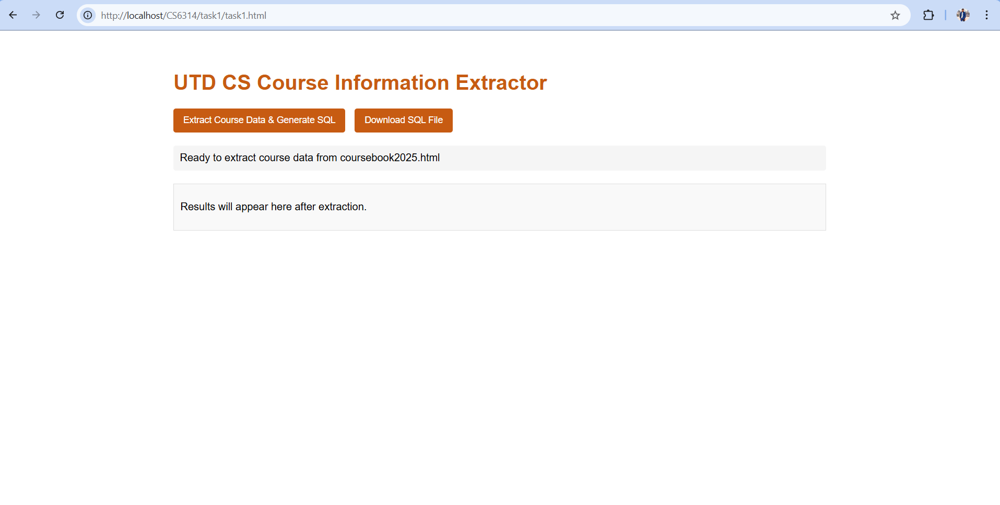 http://localhost/CS6314/task1/task1.html
UTD CS Course Information Extractor
Extract Course Data & Generate SQL
Download SQL File
Ready to extract course data from coursebook2025.html
Results will appear here after extraction.